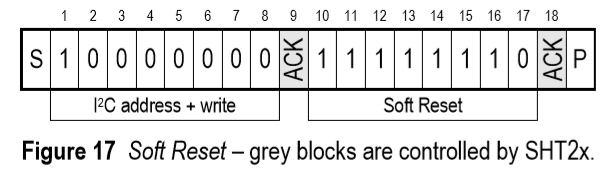 1 2 3 4 5 6 7 8 9 10 11 12 13 14 15 16 17 18
S 1 0 0 0 0 0 0 0 ACK 1 1 1 1 1 1 1 0 ACK P
I²C address + write Soft Reset
Figure 17 Soft Reset – grey blocks are controlled by SHT2x.